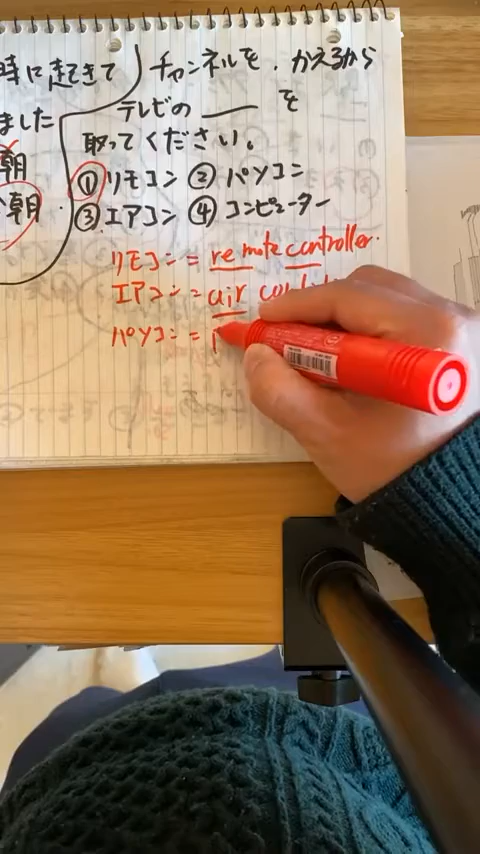 時に起きて
ました
朝
朝
チャンネルを、かえるから
テレビの ___ を
取ってください。
① リモコン ② パソコン
③ エアコン ④ コンピューター
リモコン = remote controller.
エアコン = air
パソコン =